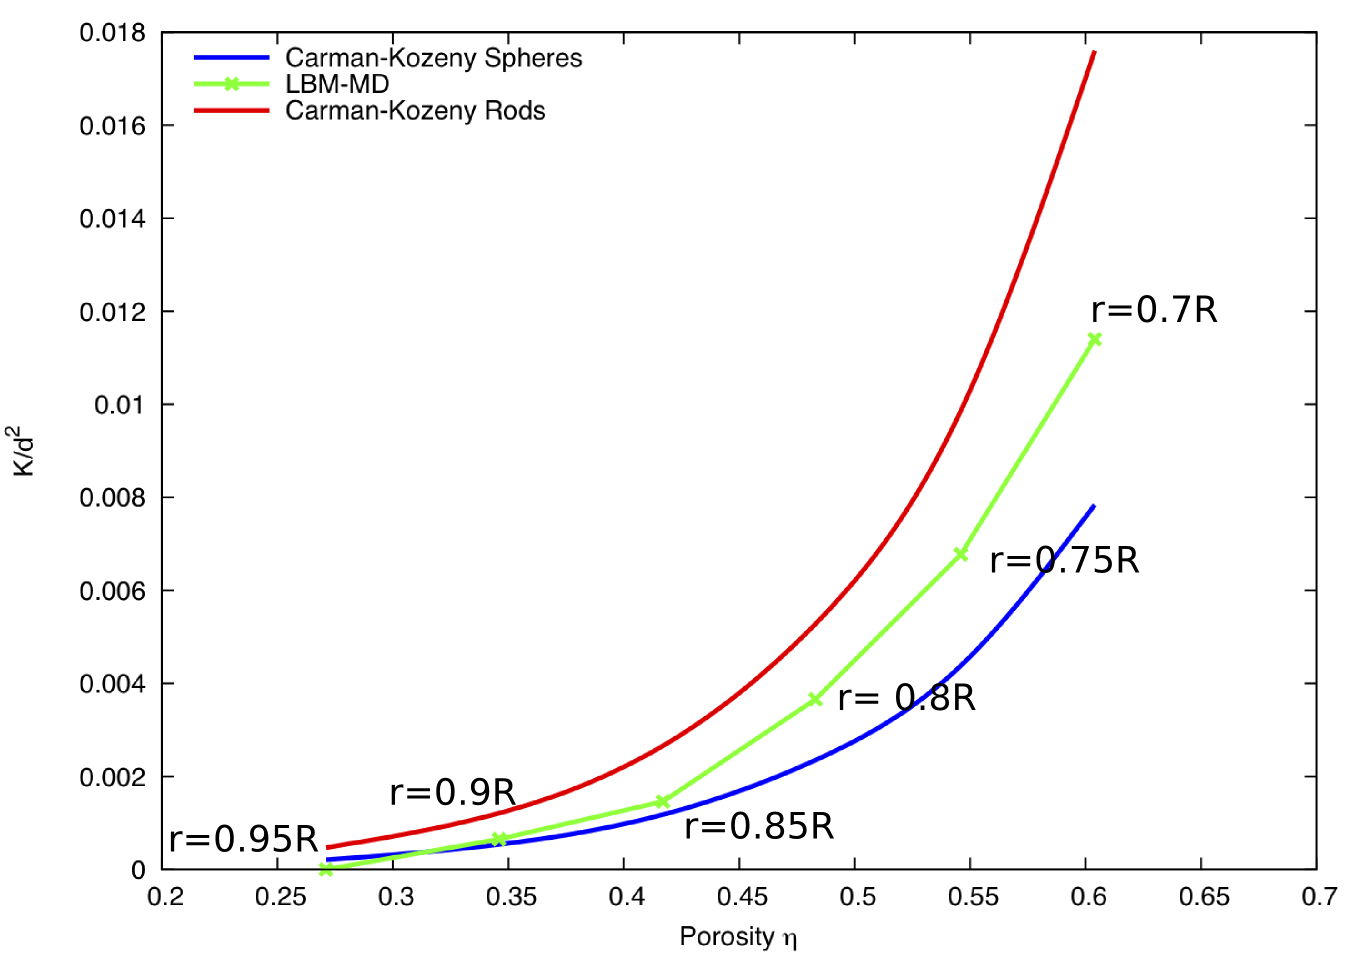 0.018
0.016
0.014
0.012
0.01
0.008
0.006
0.004
0.002
0
K/d²
Carman-Kozeny Spheres
LBM-MD
Carman-Kozeny Rods
r=0.7R
r=0.75R
r= 0.8R
r=0.9R
r=0.85R
r=0.95R
0.2 0.25 0.3 0.35 0.4 0.45 0.5 0.55 0.6 0.65 0.7
Porosity η